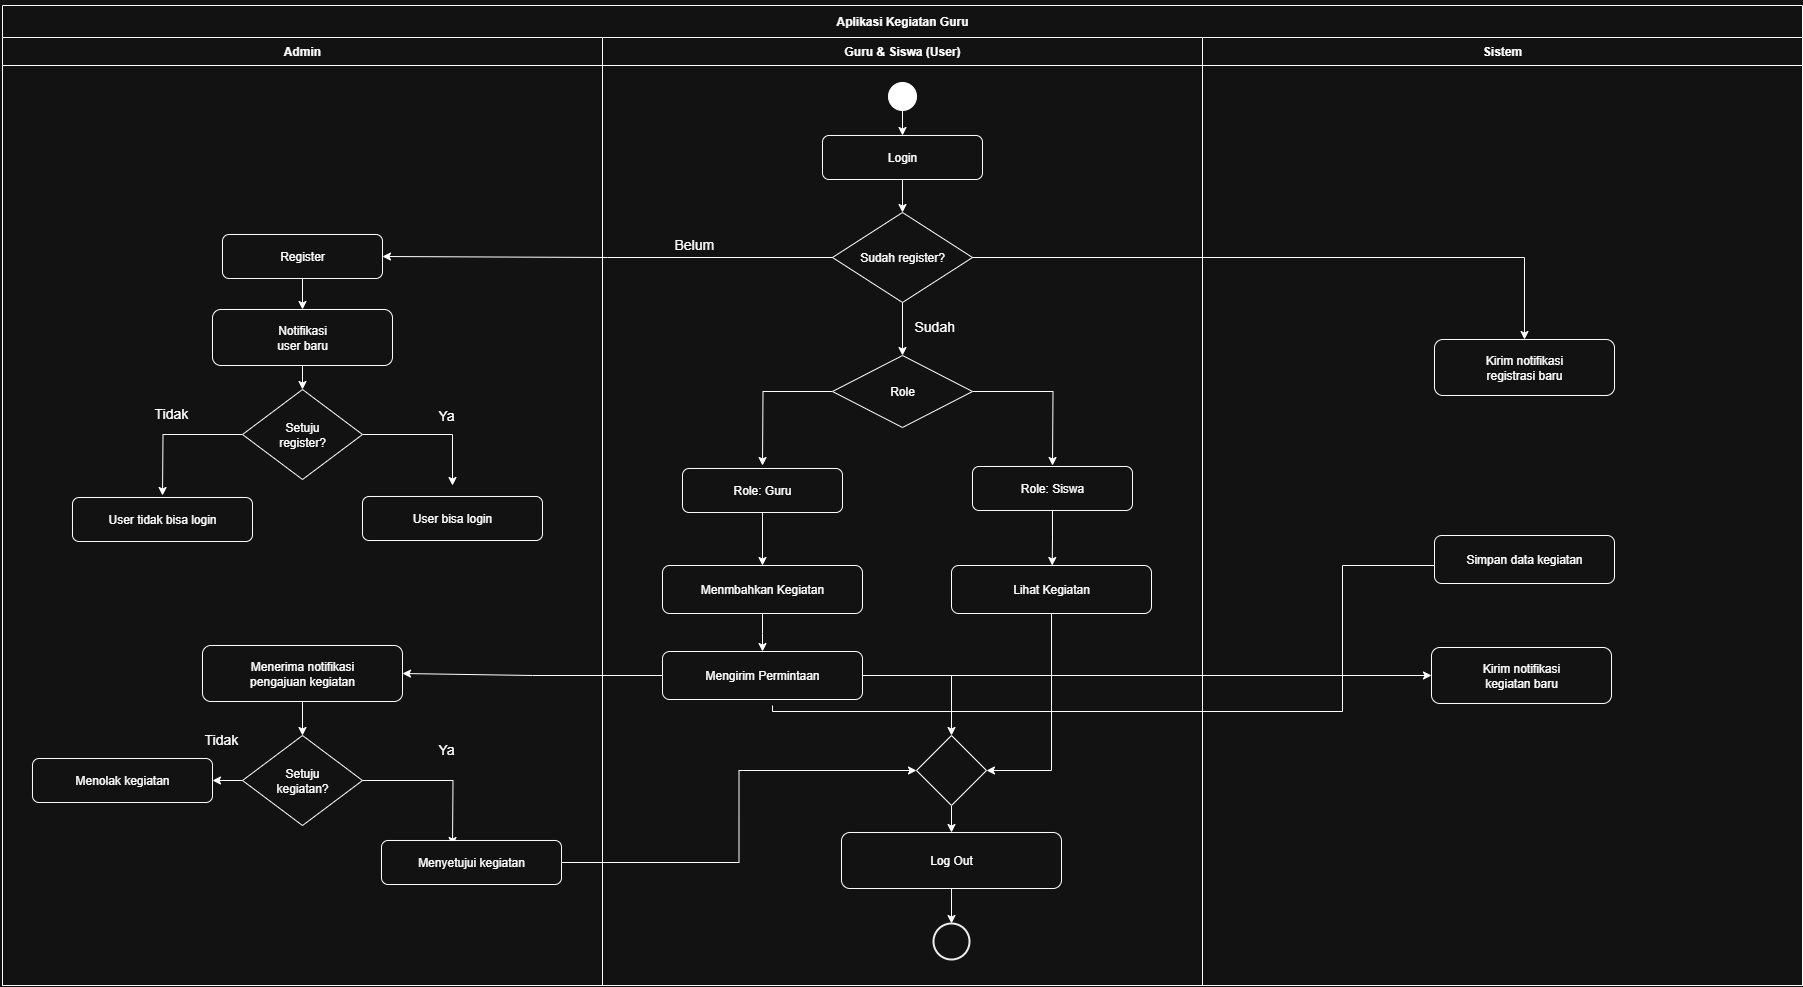 Aplikasi Kegiatan Guru
Admin
Guru & Siswa (User)
Sistem
Login
Sudah register?
Belum
Sudah
Register
Notifikasi
user baru
Setuju
register?
Tidak
Ya
User tidak bisa login
User bisa login
Role
Role: Guru
Role: Siswa
Kirim notifikasi
registrasi baru
Menmbahkan Kegiatan
Lihat Kegiatan
Simpan data kegiatan
Mengirim Permintaan
Menerima notifikasi
pengajuan kegiatan
Kirim notifikasi
kegiatan baru
Setuju
kegiatan?
Tidak
Ya
Menolak kegiatan
Menyetujui kegiatan
Log Out